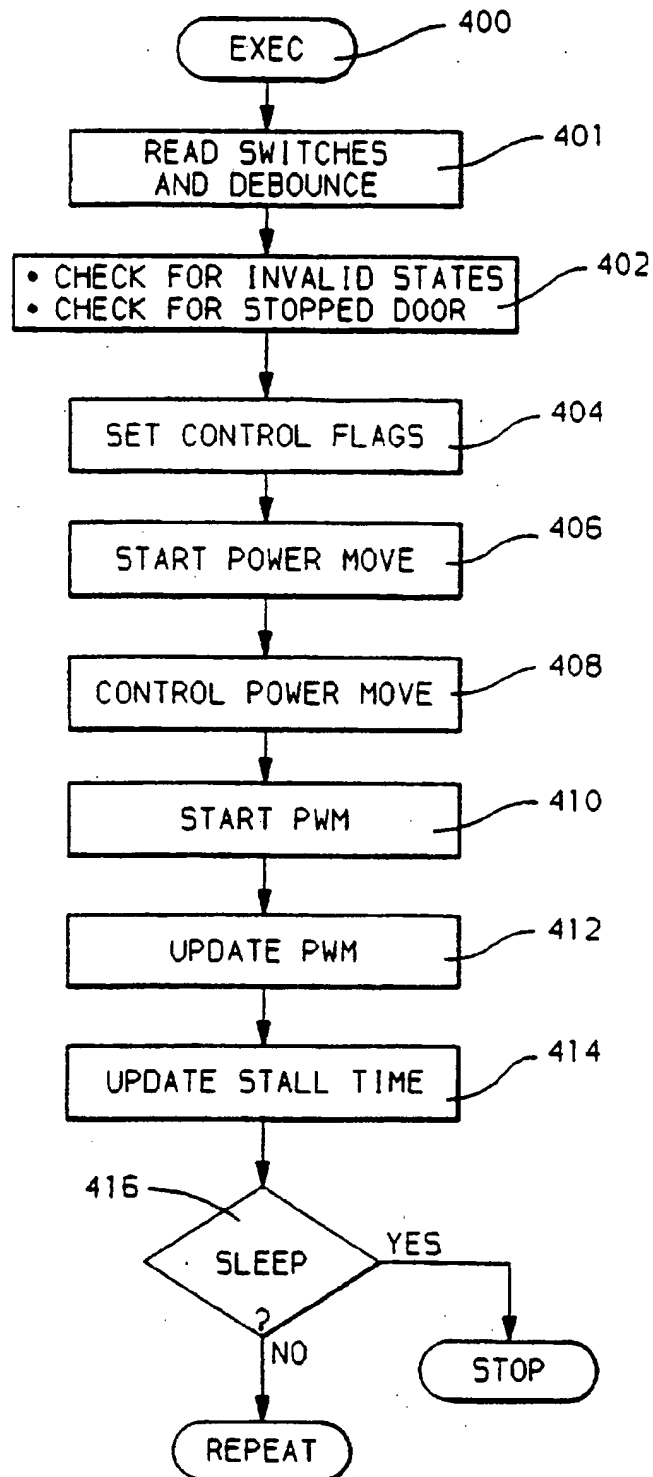 400
EXEC
401
READ SWITCHES
AND DEBOUNCE
402
• CHECK FOR INVALID STATES
• CHECK FOR STOPPED DOOR
404
SET CONTROL FLAGS
406
START POWER MOVE
408
CONTROL POWER MOVE
410
START PWM
412
UPDATE PWM
414
UPDATE STALL TIME
416
SLEEP
?
YES
NO
STOP
REPEAT